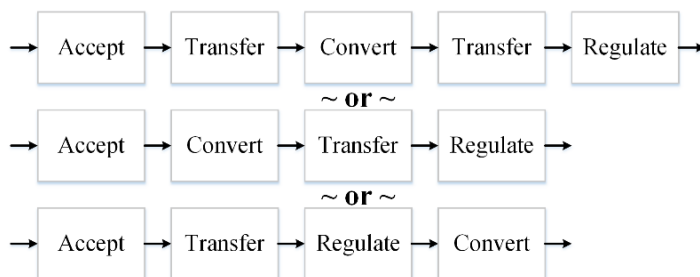 Accept Transfer Convert Transfer Regulate
~ or ~
Accept Convert Transfer Regulate
~ or ~
Accept Transfer Regulate Convert